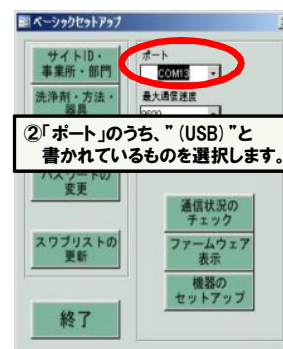 ベーシックセットアップ
サイトID・
事業所・部門
ポート
COM13
洗浄剤・方法・
器具
最大通信速度
9600
②「ポート」のうち、"(USB)"と
書かれているものを選択します。
パスワードの
変更
通信状況の
チェック
スワブリストの
更新
ファームウェア
表示
機器の
セットアップ
終了